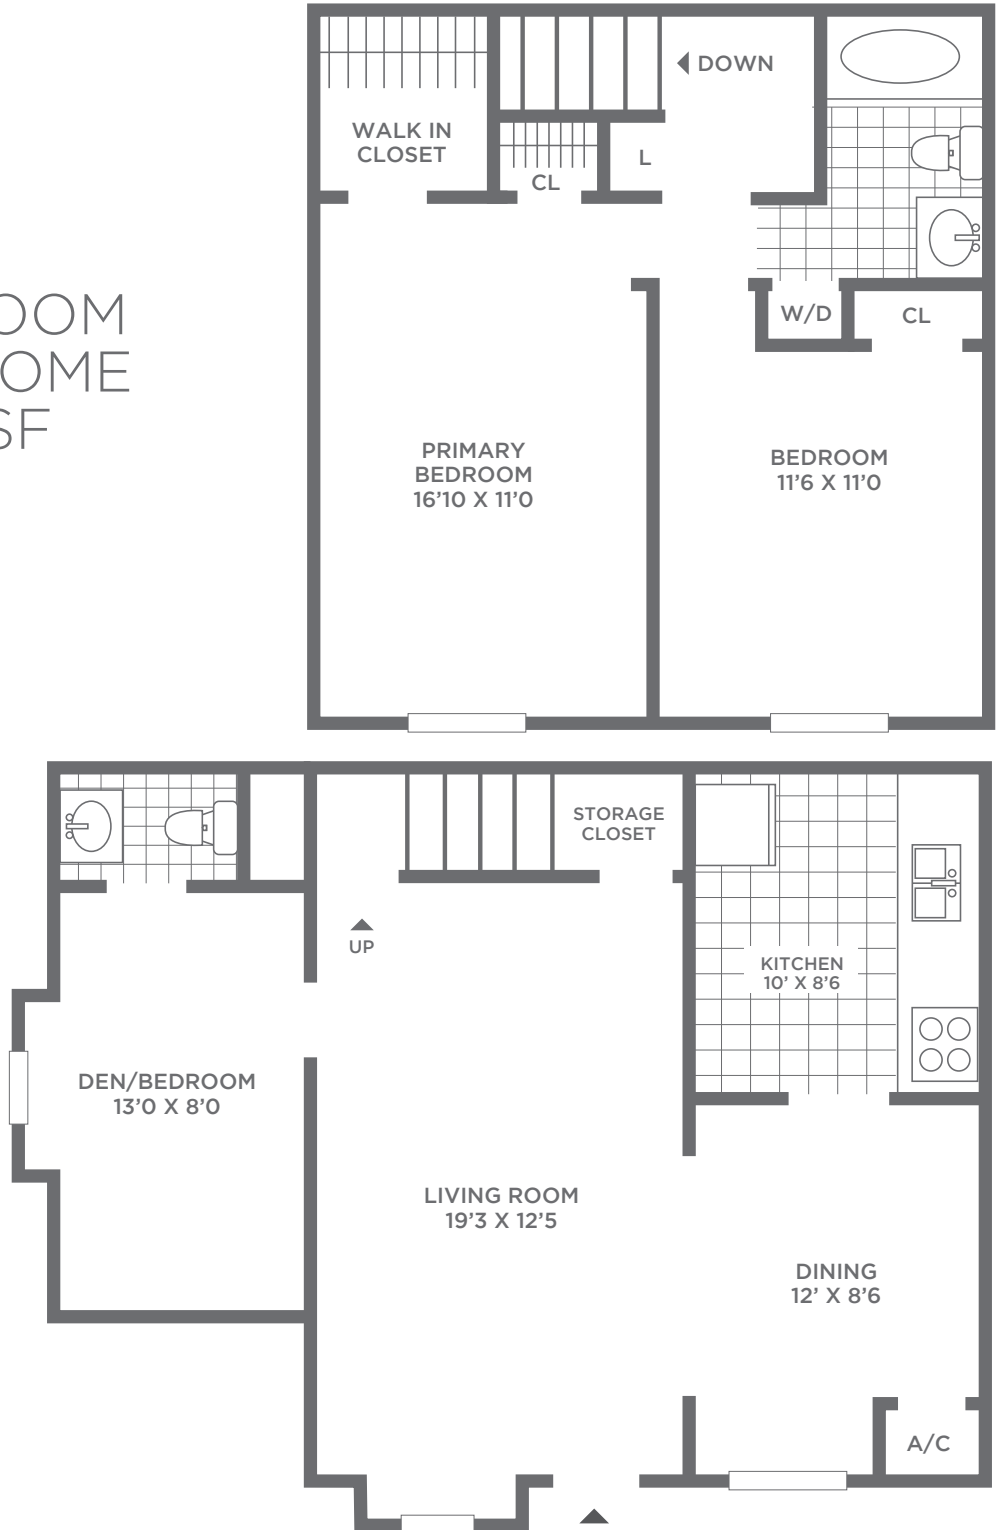 DOWN
WALK IN
CLOSET
CL
L
OOM
OME
SF
W/D
CL
PRIMARY
BEDROOM
16’10 X 11’0
BEDROOM
11’6 X 11’0
STORAGE
CLOSET
UP
KITCHEN
10’ X 8’6
DEN/BEDROOM
13’0 X 8’0
LIVING ROOM
19’3 X 12’5
DINING
12’ X 8’6
A/C